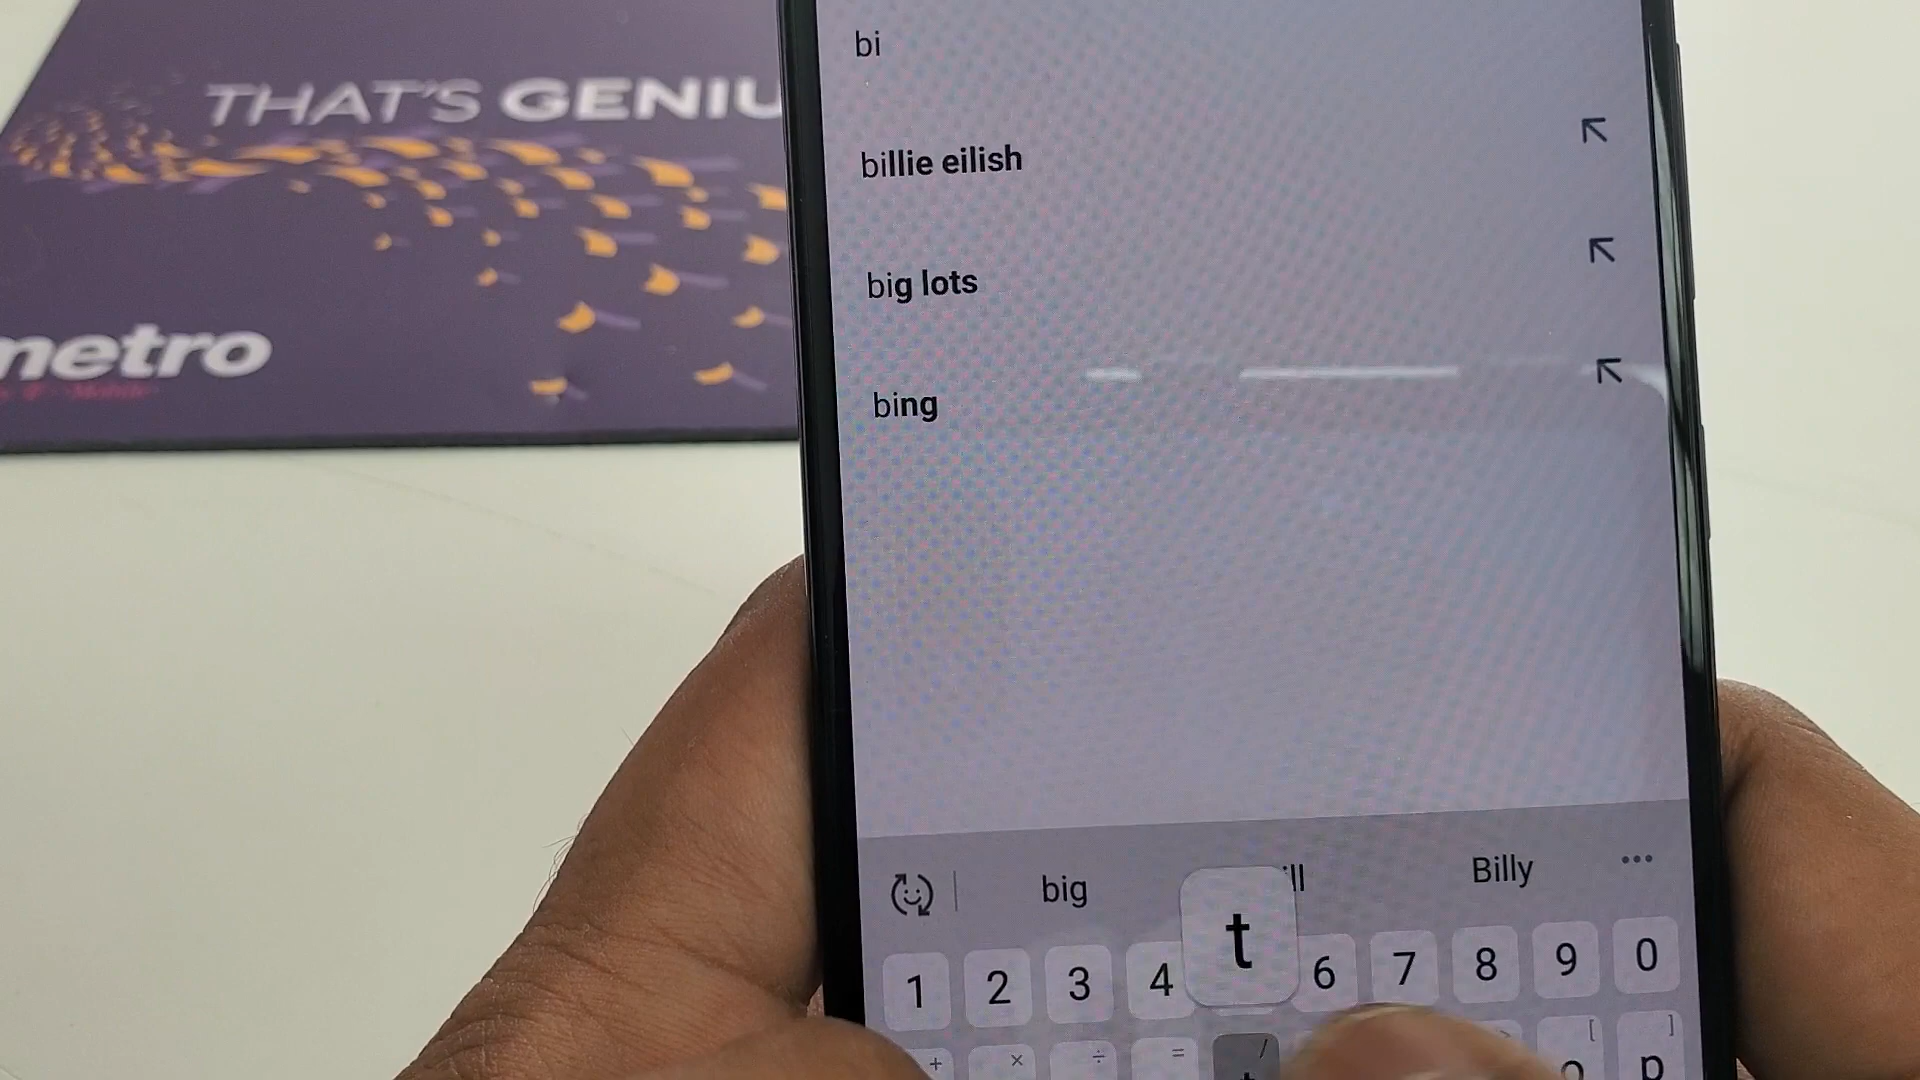 THAT'S GENIU
metro
bi
billie eilish
big lots
bing
big
ll
Billy
t
1 2 3 4 6 7 8 9 0
+ × ÷ = / > [ ]
p